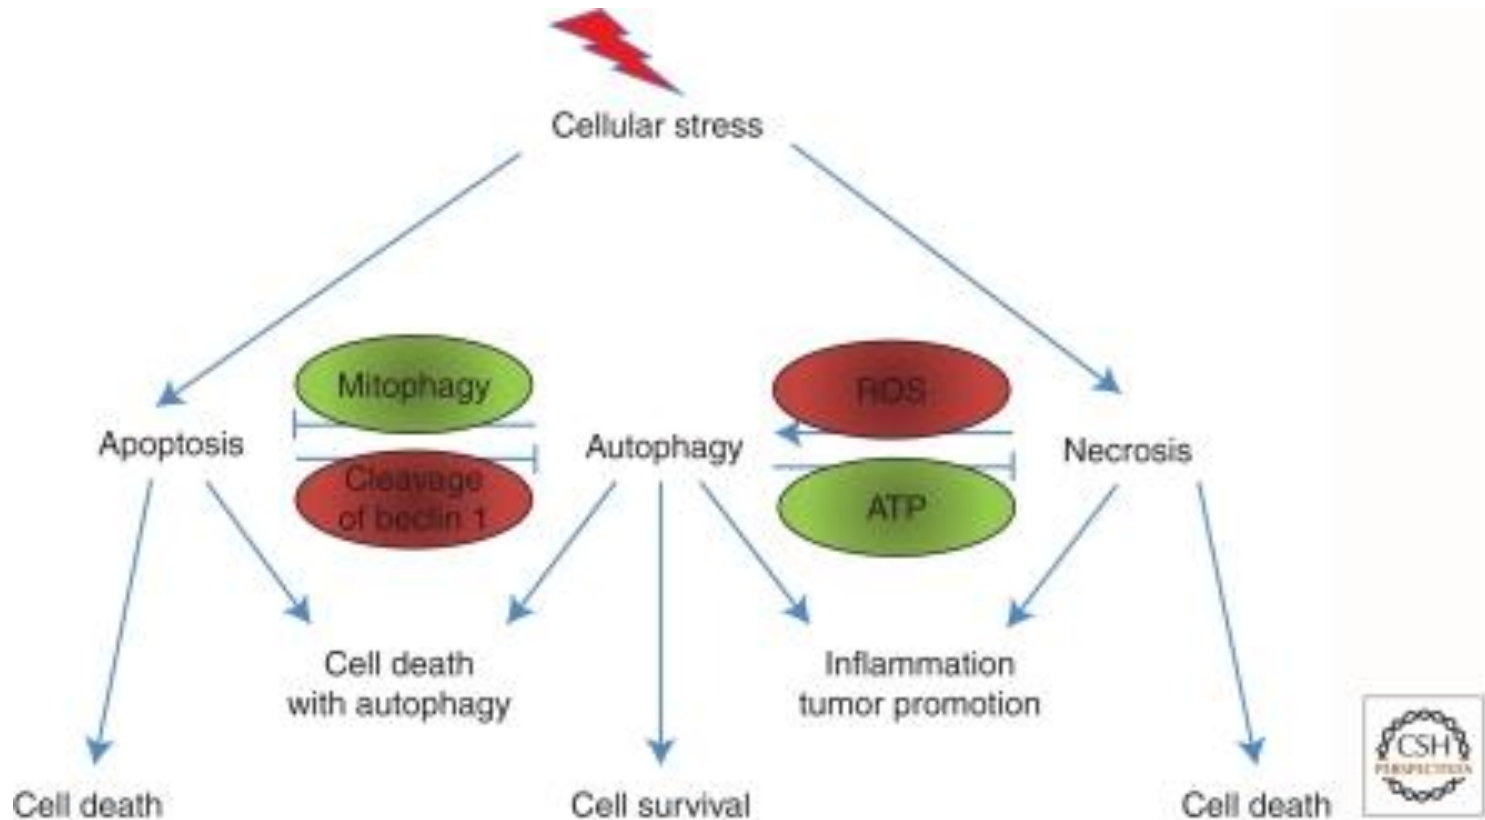 Cellular stress
Mitophagy
ROS
Apoptosis
Autophagy
Necrosis
Cleavage
of beclin 1
ATP
Cell death
with autophagy
Inflammation
tumor promotion
CSH
PERSPECTIVES
Cell death
Cell survival
Cell death